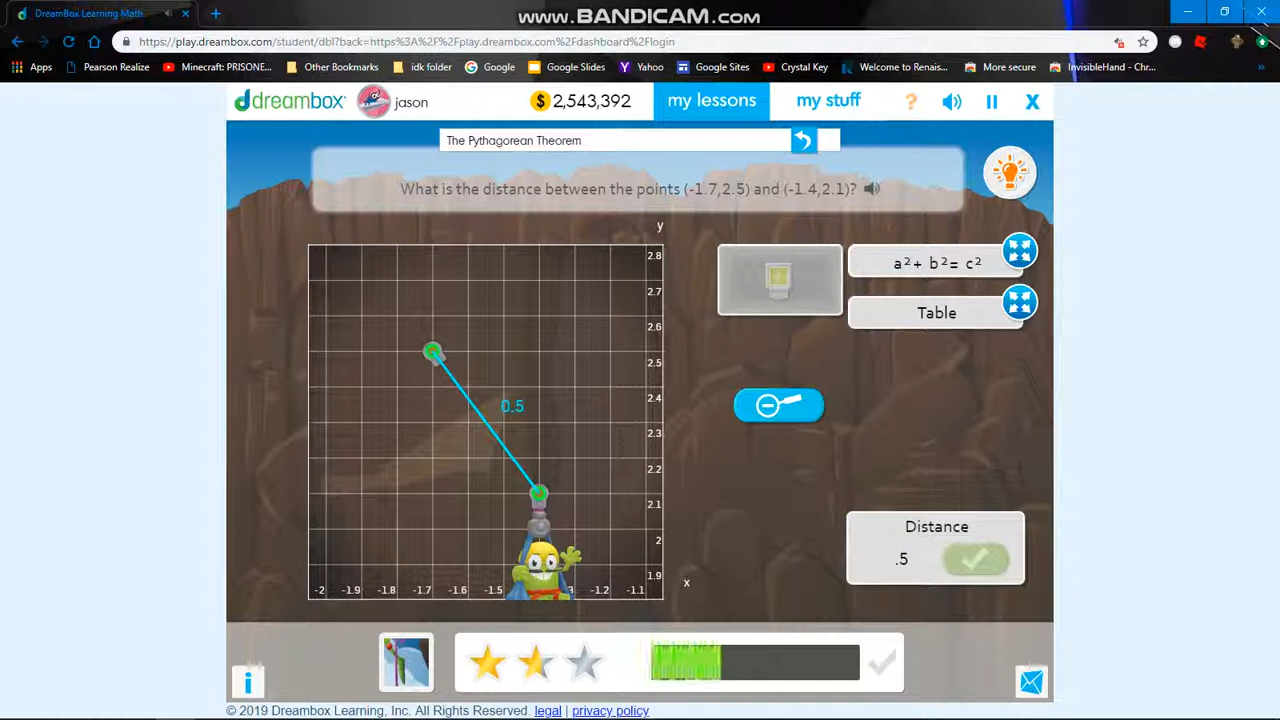 www.BANDICAM.com
DreamBox Learning Math
https://play.dreambox.com/student/dbl?back=https%3A%2F%2Fplay.dreambox.com%2Fdashboard%2Flogin
Apps Pearson Realize Minecraft: PRISONE... Other Bookmarks idk folder Google Google Slides Yahoo Google Sites Crystal Key Welcome to Renais... More secure InvisibleHand - Chr... »
dreambox jason $ 2,543,392 my lessons my stuff ? X
The Pythagorean Theorem
What is the distance between the points (-1.7,2.5) and (-1.4,2.1)?
y
2.8
2.7
2.6
2.5
2.4
2.3
2.2
2.1
2
1.9
0.5
-2 -1.9 -1.8 -1.7 -1.6 -1.5 3 -1.2 -1.1
x
a²+ b²= c²
Table
Distance
.5
i
© 2019 Dreambox Learning, Inc. All Rights Reserved. legal | privacy policy